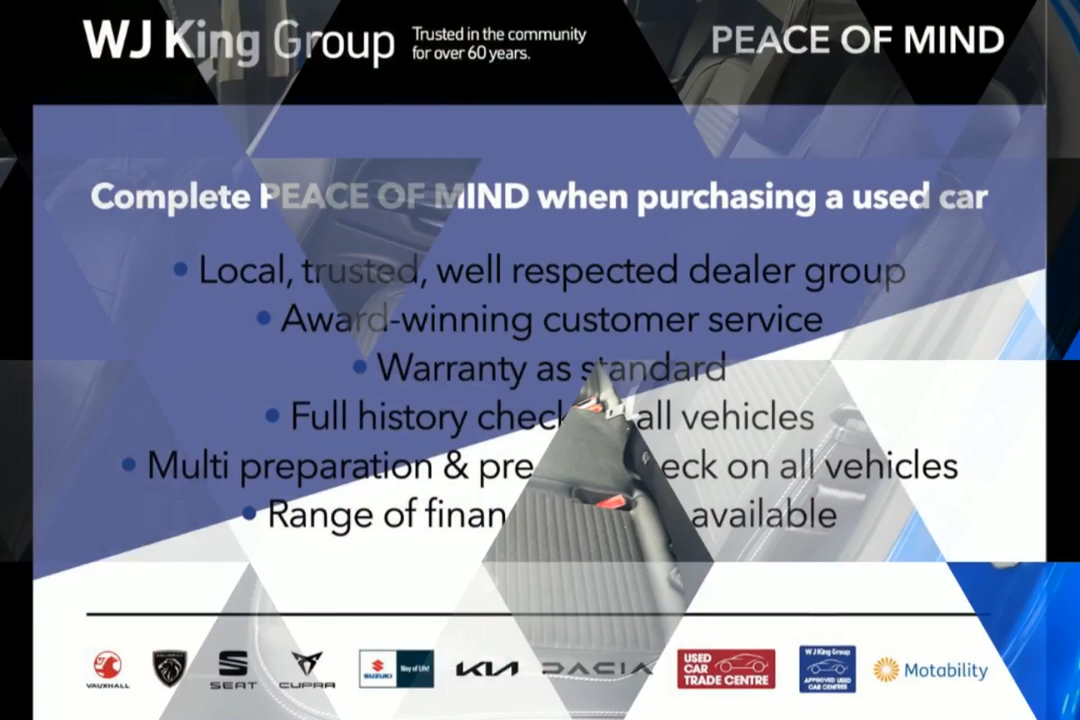 WJ King Group
Trusted in the community
for over 60 years.
PEACE OF MIND
Complete PEACE OF MIND when purchasing a used car
• Local, trusted, well respected dealer group
• Award-winning customer service
• Warranty as standard
• Full history check all vehicles
• Multi preparation & pre eck on all vehicles
• Range of finan available
VAUXHALL
PEUGEOT
SEAT
CUPRA
SUZUKI
Way of Life!
KIA
DACIA
USED
CAR
TRADE CENTRE
WJ King Group
APPROVED USED
CAR CENTRES
Motability